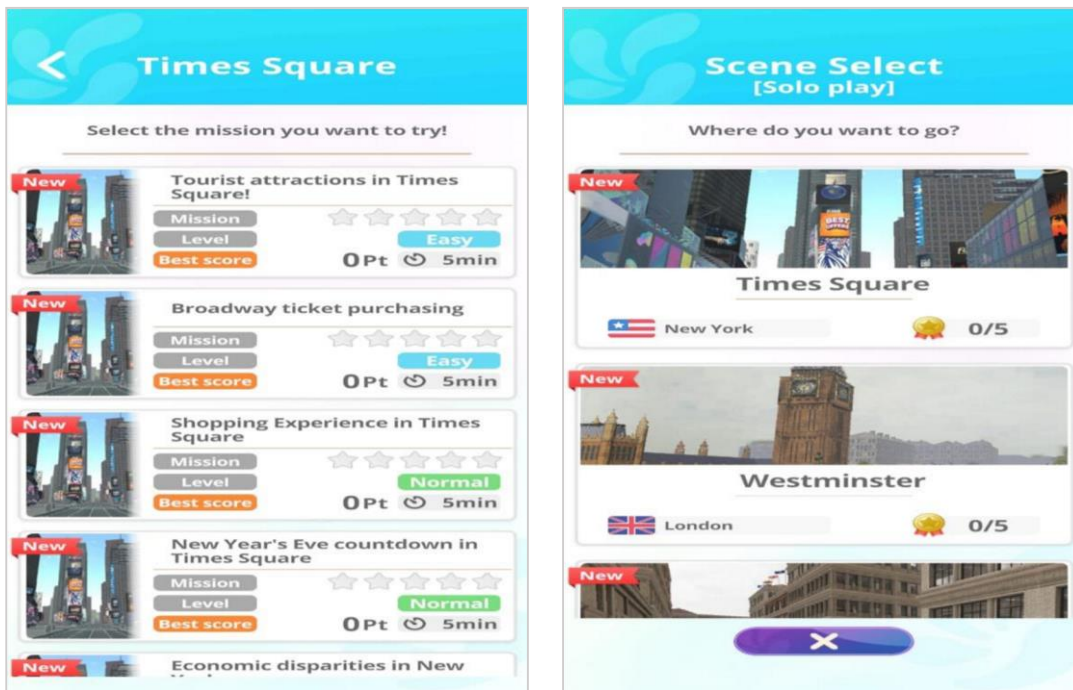 Times Square
Select the mission you want to try!
New
Tourist attractions in Times
Square!
Mission
Level
Easy
Best score
0Pt
5min
New
Broadway ticket purchasing
Mission
Level
Easy
Best score
0Pt
5min
New
Shopping Experience in Times
Square
Mission
Level
Normal
Best score
0Pt
5min
New
New Year's Eve countdown in
Times Square
Mission
Level
Normal
Best score
0Pt
5min
New
Economic disparities in New
Scene Select
[Solo play]
Where do you want to go?
New
BEST
Times Square
New York
0/5
New
Westminster
London
0/5
New